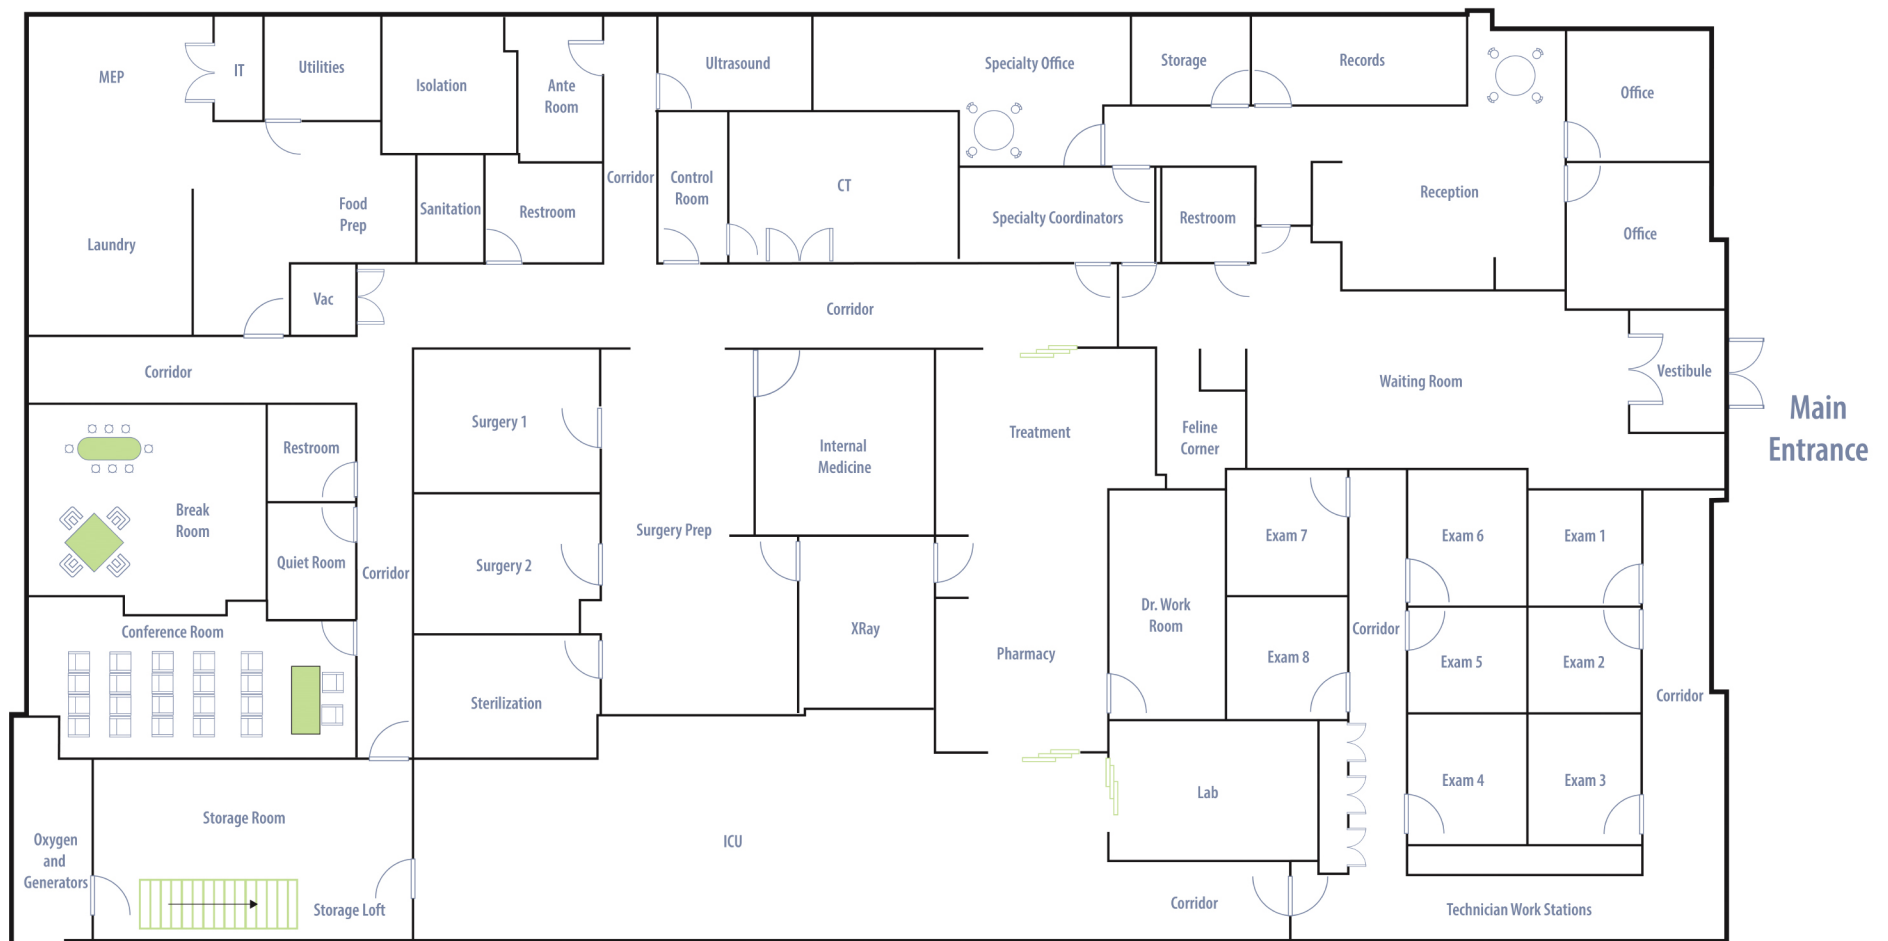 MEP
IT
Utilities
Isolation
Ante
Room
Ultrasound
Specialty Office
Storage
Records
Office
Corridor
Control
Room
CT
Food
Prep
Sanitation
Restroom
Specialty Coordinators
Restroom
Reception
Office
Laundry
Vac
Corridor
Corridor
Waiting Room
Vestibule
Main
Entrance
Restroom
Surgery 1
Internal
Medicine
Treatment
Feline
Corner
Break
Room
Quiet Room
Corridor
Surgery 2
Surgery Prep
Exam 7
Exam 6
Exam 1
Conference Room
XRay
Pharmacy
Dr. Work
Room
Exam 8
Corridor
Exam 5
Exam 2
Corridor
Sterilization
Storage Room
Lab
Exam 4
Exam 3
Oxygen
and
Generators
Storage Loft
ICU
Corridor
Technician Work Stations